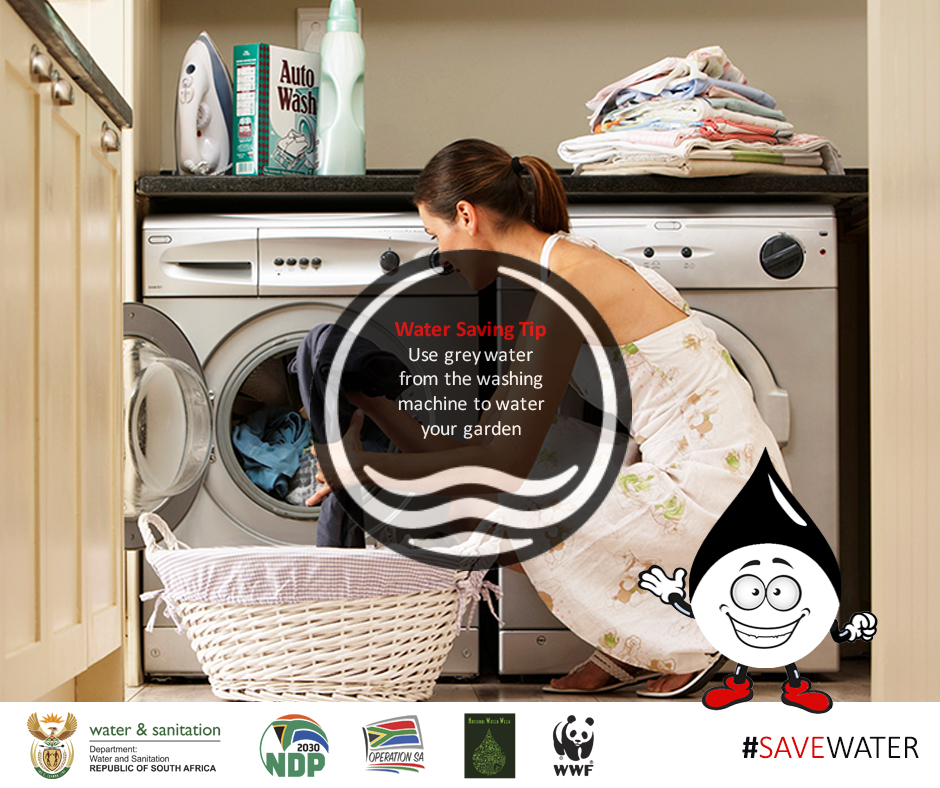 Auto
Wash
Water Saving Tip
Use grey water
from the washing
machine to water
your garden
water & sanitation
Department:
Water and Sanitation
REPUBLIC OF SOUTH AFRICA
2030
NDP
OPERATION SA
NATIONAL WATER WEEK
WWF
#SAVEWATER